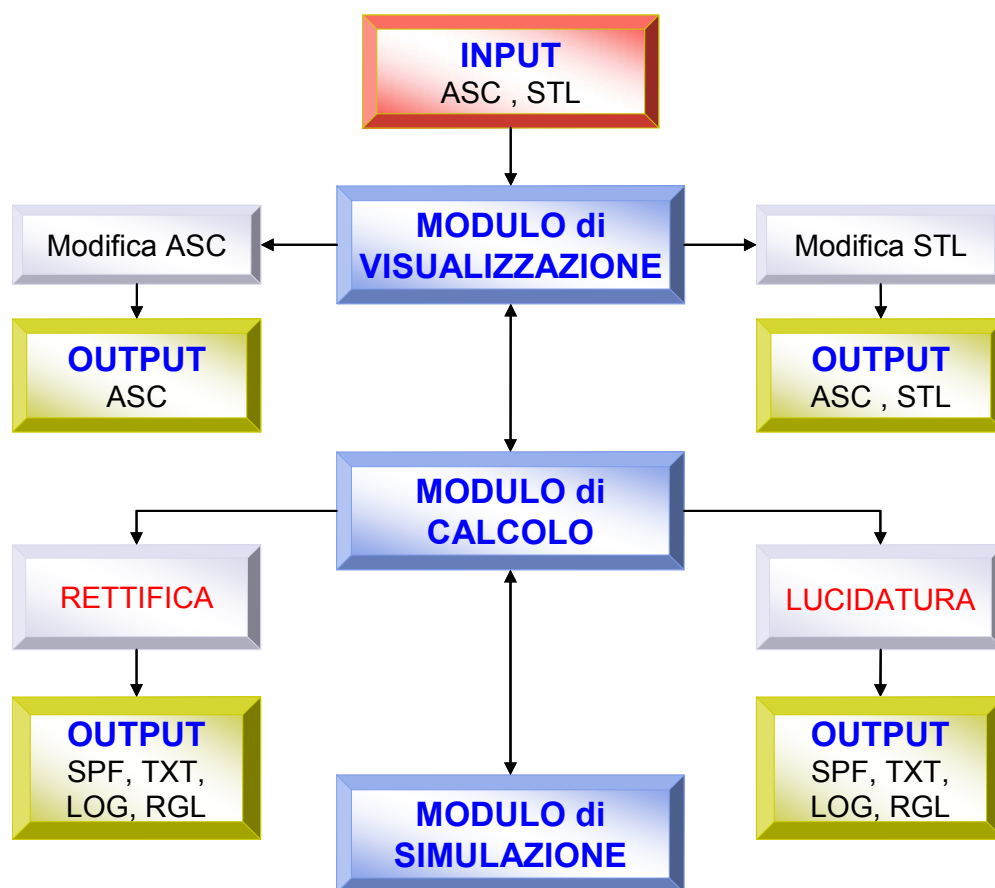 INPUT
ASC , STL
MODULO di
VISUALIZZAZIONE
Modifica ASC
Modifica STL
OUTPUT
ASC
OUTPUT
ASC , STL
MODULO di
CALCOLO
RETTIFICA
LUCIDATURA
OUTPUT
SPF, TXT,
LOG, RGL
OUTPUT
SPF, TXT,
LOG, RGL
MODULO di
SIMULAZIONE